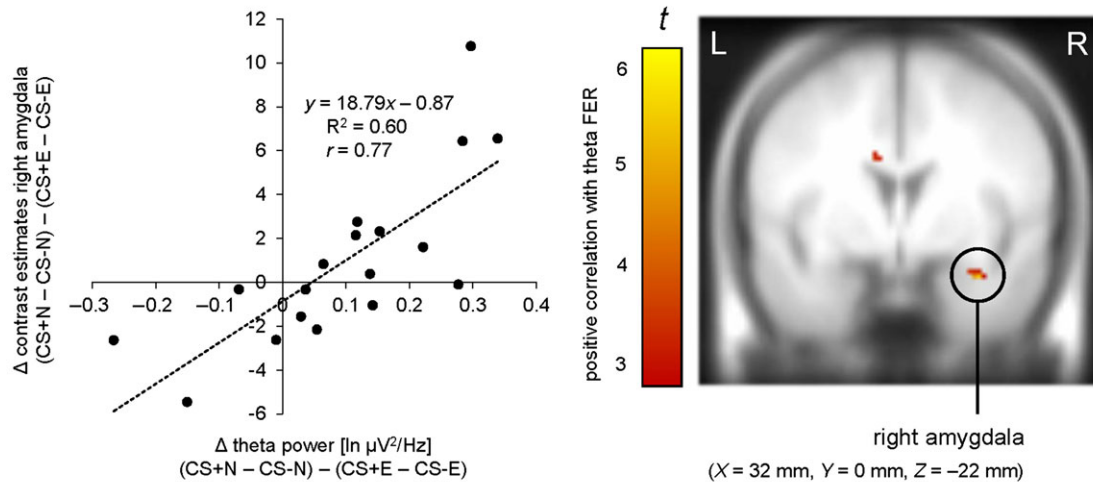 Δ contrast estimates right amygdala
(CS+N – CS-N) – (CS+E – CS-E)
12
10
8
6
4
2
0
-2
-4
-6
–0.3
–0.2
–0.1
0
0.1
0.2
0.3
0.4
y = 18.79x – 0.87
R² = 0.60
r = 0.77
Δ theta power [ln µV²/Hz]
(CS+N – CS-N) – (CS+E – CS-E)
positive correlation with theta FER
t
6
5
4
3
L
R
right amygdala
(X = 32 mm, Y = 0 mm, Z = –22 mm)